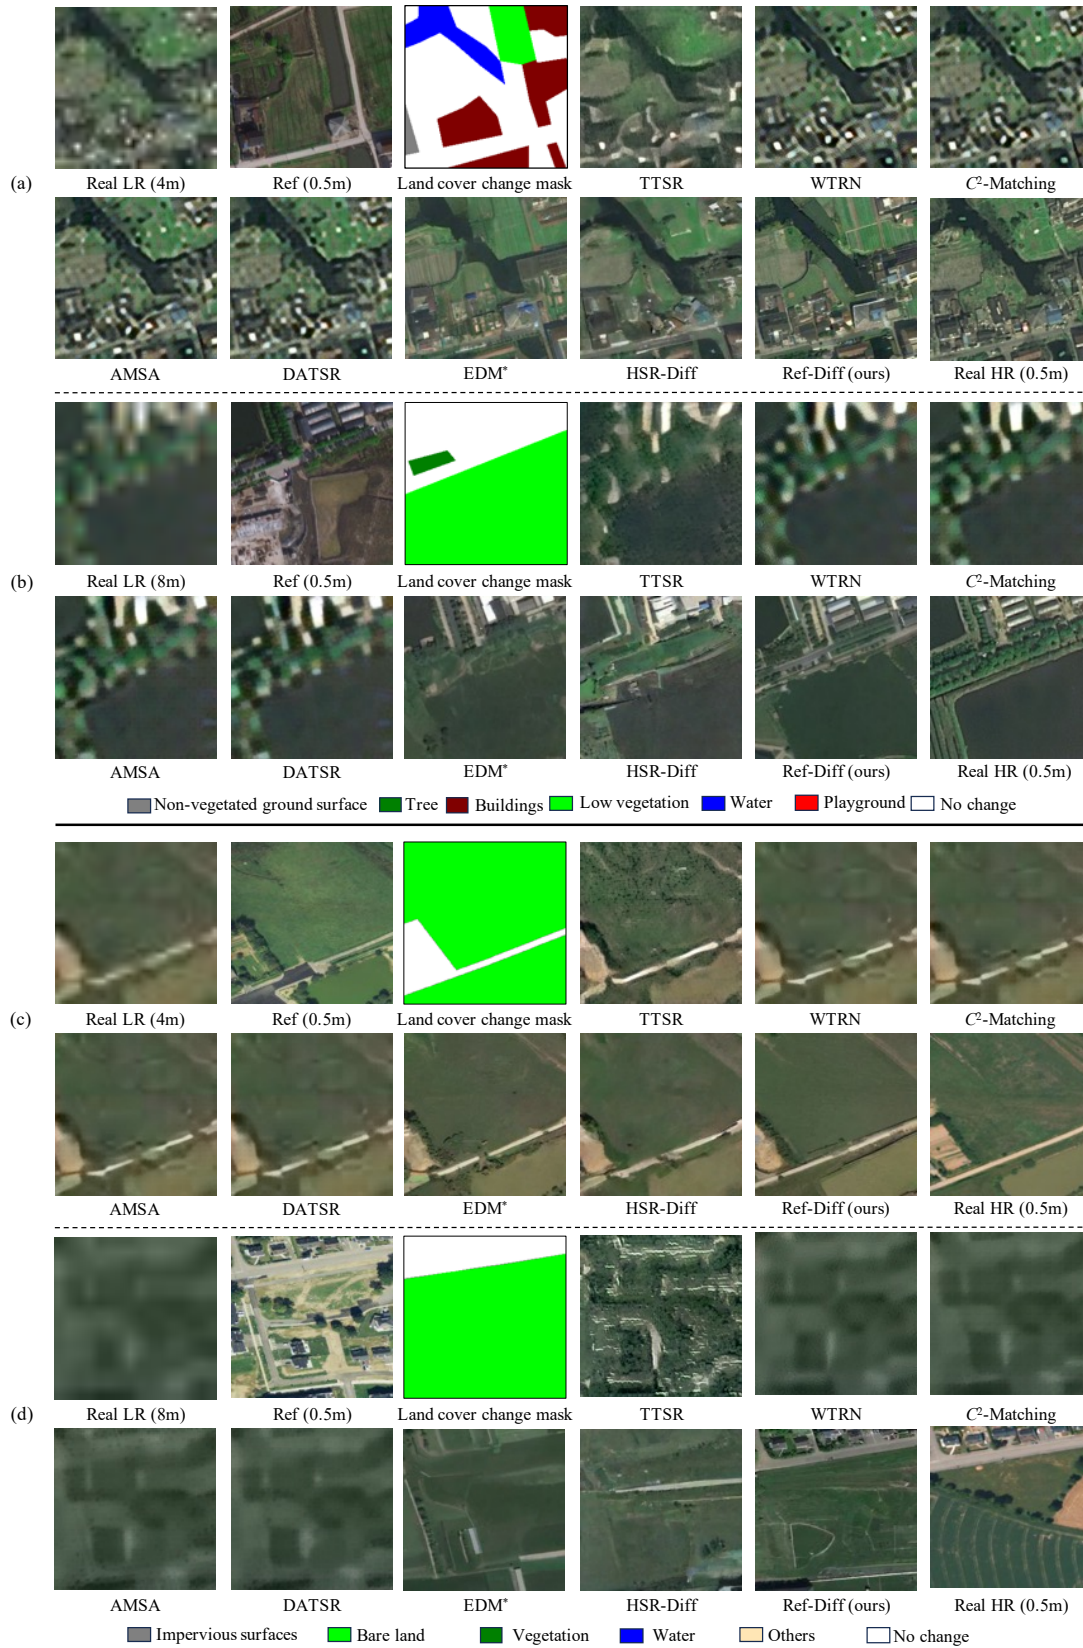 Real LR (4m) Ref (0.5m) Land cover change mask TTSR WTRN C²-Matching
(a)
AMSA DATSR EDM* HSR-Diff Ref-Diff (ours) Real HR (0.5m)
Real LR (8m) Ref (0.5m) Land cover change mask TTSR WTRN C²-Matching
(b)
AMSA DATSR EDM* HSR-Diff Ref-Diff (ours) Real HR (0.5m)
Non-vegetated ground surface Tree Buildings Low vegetation Water Playground No change
Real LR (4m) Ref (0.5m) Land cover change mask TTSR WTRN C²-Matching
(c)
AMSA DATSR EDM* HSR-Diff Ref-Diff (ours) Real HR (0.5m)
Real LR (8m) Ref (0.5m) Land cover change mask TTSR WTRN C²-Matching
(d)
AMSA DATSR EDM* HSR-Diff Ref-Diff (ours) Real HR (0.5m)
Impervious surfaces Bare land Vegetation Water Others No change